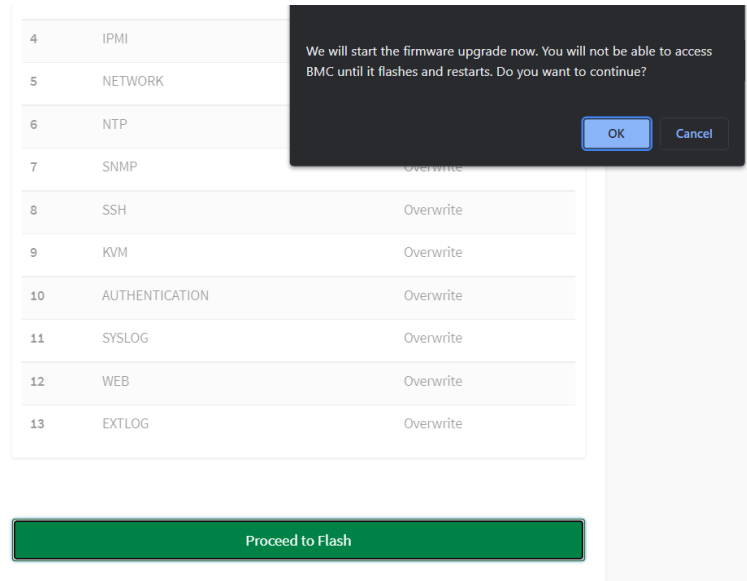 4 IPMI
We will start the firmware upgrade now. You will not be able to access
BMC until it flashes and restarts. Do you want to continue?
OK Cancel
5 NETWORK
6 NTP
7 SNMP Overwrite
8 SSH Overwrite
9 KVM Overwrite
10 AUTHENTICATION Overwrite
11 SYSLOG Overwrite
12 WEB Overwrite
13 EXTLOG Overwrite
Proceed to Flash